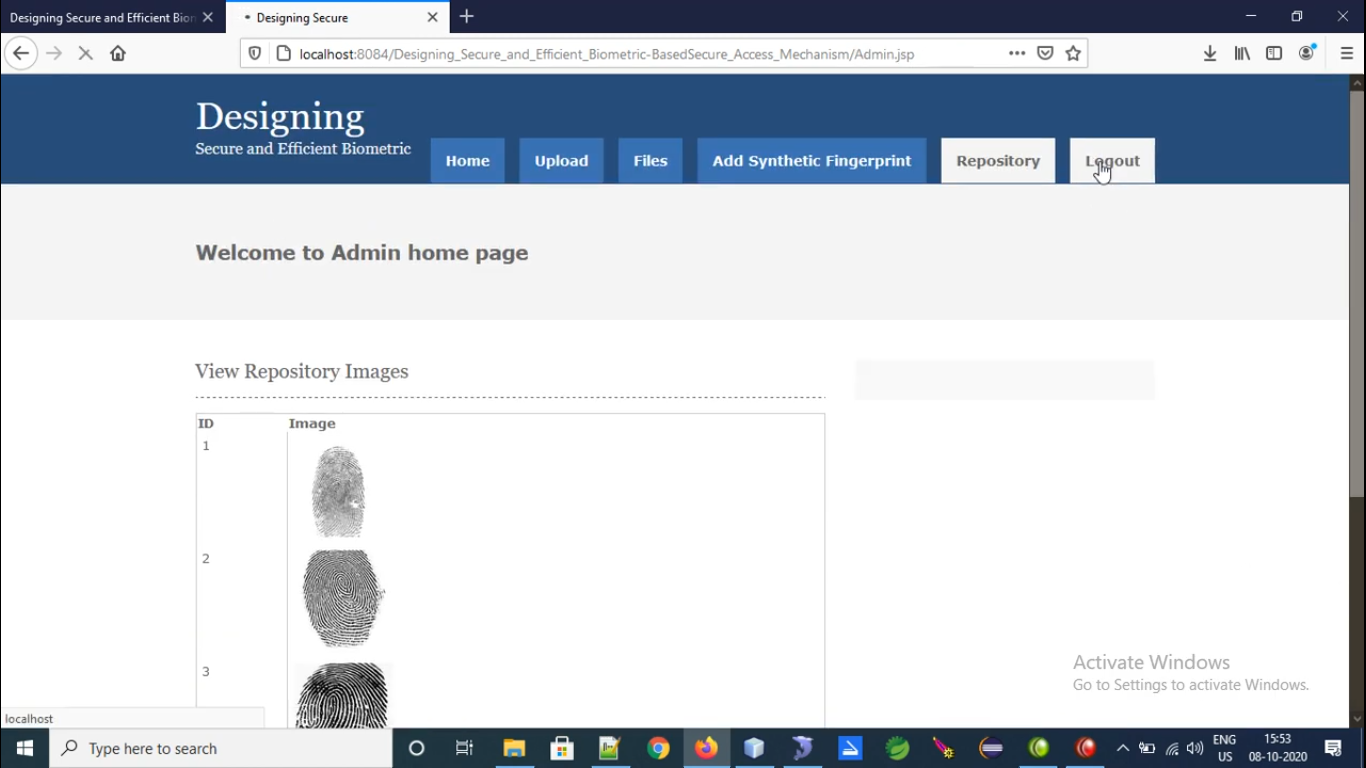 Designing Secure and Efficient Bion
Designing Secure
localhost:8084/Designing_Secure_and_Efficient_Biometric-BasedSecure_Access_Mechanism/Admin.jsp
Designing
Secure and Efficient Biometric
Home
Upload
Files
Add Synthetic Fingerprint
Repository
Logout
Welcome to Admin home page
View Repository Images
ID Image
1
2
3
Activate Windows
Go to Settings to activate Windows.
localhost
Type here to search
ENG
US
15:53
08-10-2020